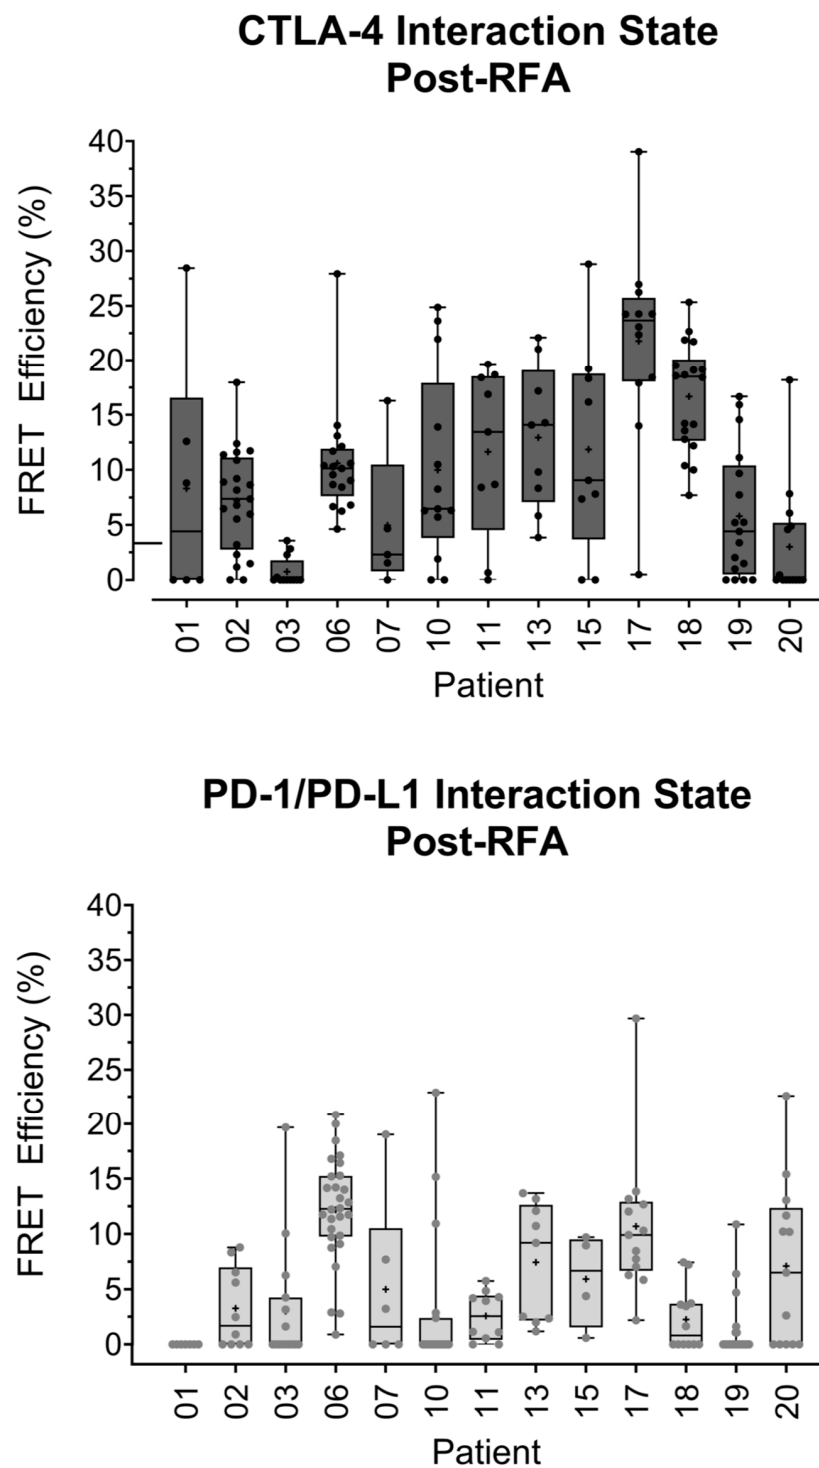 CTLA-4 Interaction State
Post-RFA
FRET Efficiency (%)
40
35
30
25
20
15
10
5
0
01 02 03 06 07 10 11 13 15 17 18 19 20
Patient
PD-1/PD-L1 Interaction State
Post-RFA
FRET Efficiency (%)
40
35
30
25
20
15
10
5
0
01 02 03 06 07 10 11 13 15 17 18 19 20
Patient